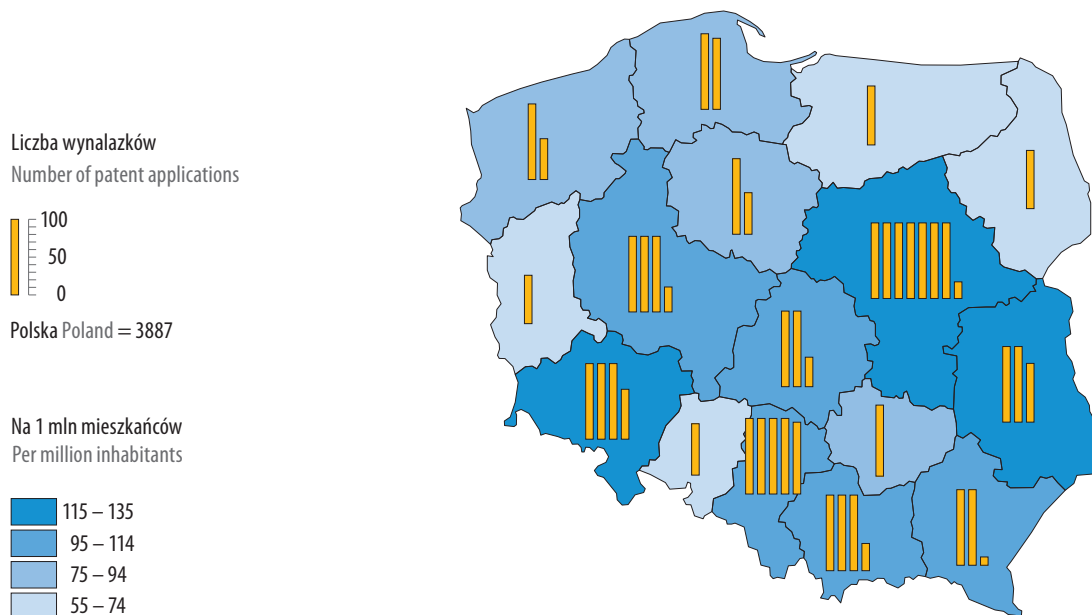 Liczba wynalazków
Number of patent applications
100
50
0
Polska Poland = 3887
Na 1 mln mieszkańców
Per million inhabitants
115 – 135
95 – 114
75 – 94
55 – 74